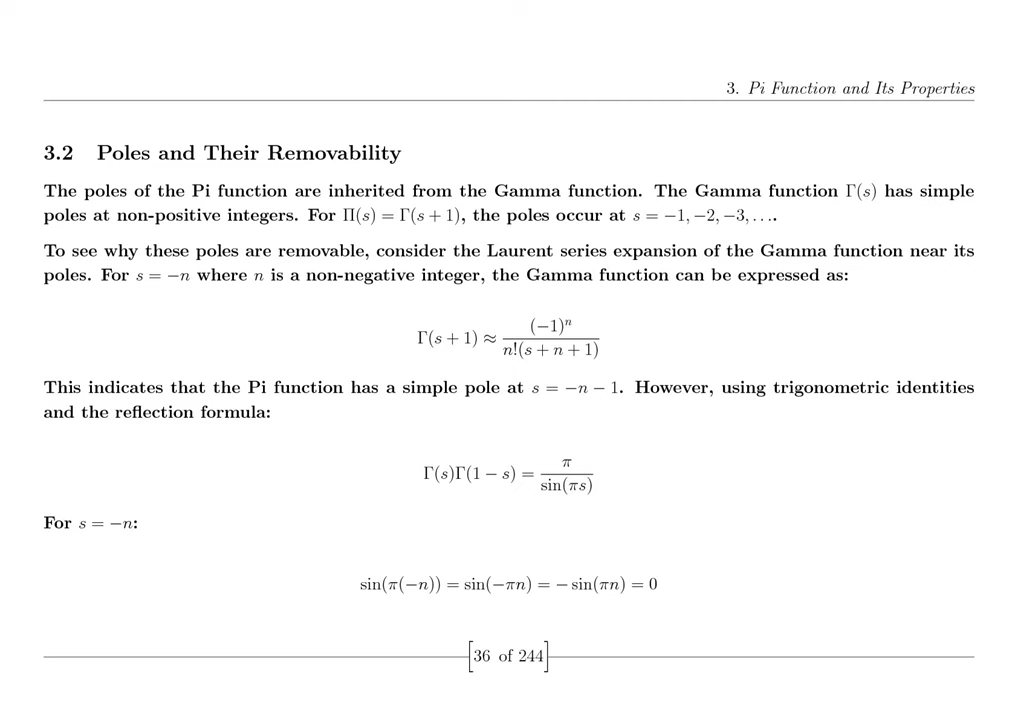 3. Pi Function and Its Properties
3.2 Poles and Their Removability
The poles of the Pi function are inherited from the Gamma function. The Gamma function Γ(s) has simple
poles at non-positive integers. For Π(s) = Γ(s + 1), the poles occur at s = −1, −2, −3, . . ..
To see why these poles are removable, consider the Laurent series expansion of the Gamma function near its
poles. For s = −n where n is a non-negative integer, the Gamma function can be expressed as:
Γ(s + 1) ≈ (−1)ⁿ / n!(s + n + 1)
This indicates that the Pi function has a simple pole at s = −n − 1. However, using trigonometric identities
and the reflection formula:
Γ(s)Γ(1 − s) = π / sin(πs)
For s = −n:
sin(π(−n)) = sin(−πn) = − sin(πn) = 0
[36 of 244]